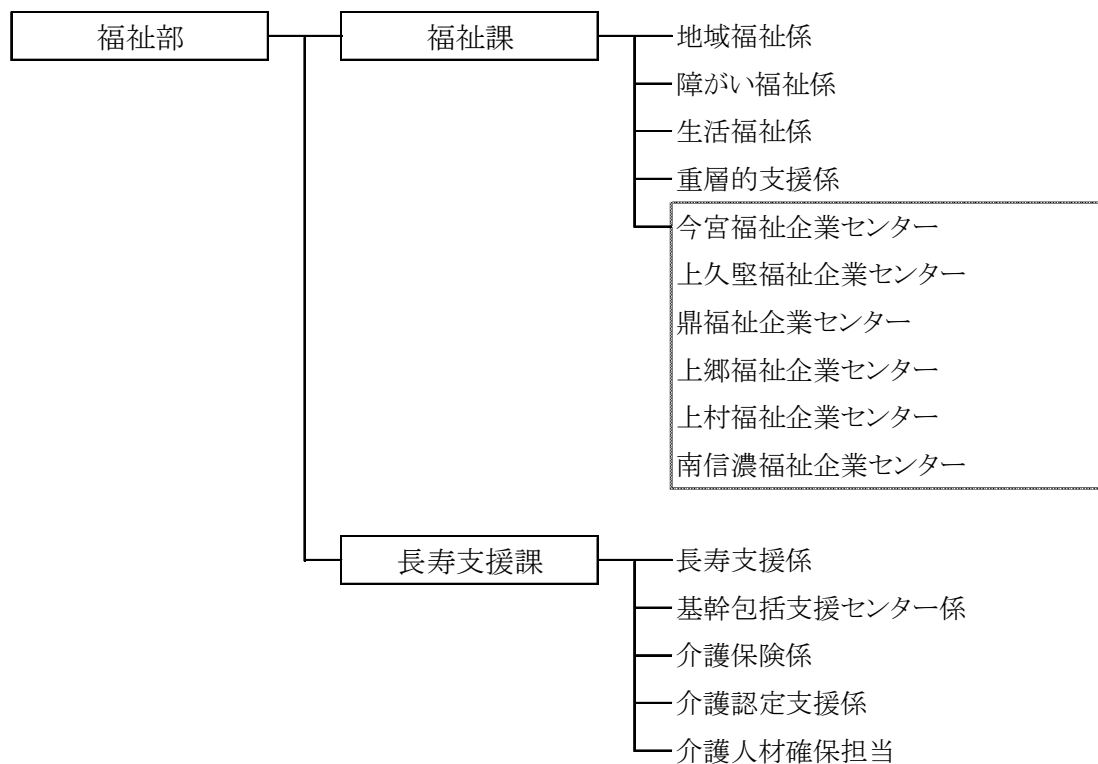 福祉部
福祉課
地域福祉係
障がい福祉係
生活福祉係
重層的支援係
今宮福祉企業センター
上久堅福祉企業センター
鼎福祉企業センター
上郷福祉企業センター
上村福祉企業センター
南信濃福祉企業センター
長寿支援課
長寿支援係
基幹包括支援センター係
介護保険係
介護認定支援係
介護人材確保担当